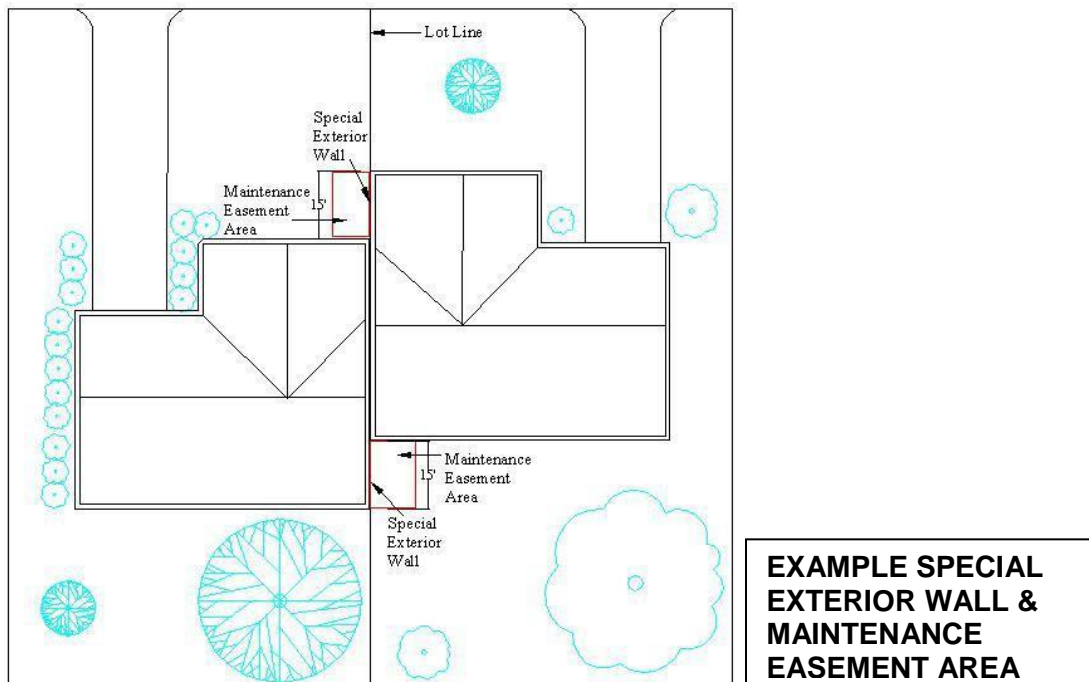 Lot Line
Special
Exterior
Wall
Maintenance
Easement
Area
15'
Maintenance
Easement
Area
15'
Special
Exterior
Wall
EXAMPLE SPECIAL
EXTERIOR WALL &
MAINTENANCE
EASEMENT AREA